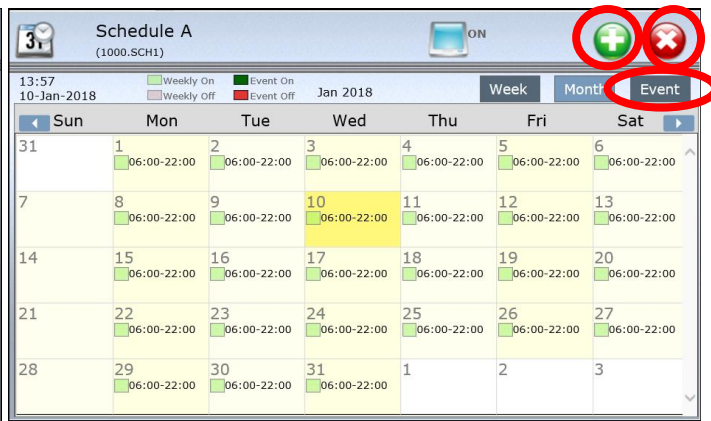 31
Schedule A
(1000.SCH1)
ON
13:57
10-Jan-2018
Weekly On
Event On
Weekly Off
Event Off
Jan 2018
Week
Month
Event
Sun Mon Tue Wed Thu Fri Sat
31 1 2 3 4 5 6
06:00-22:00 06:00-22:00 06:00-22:00 06:00-22:00 06:00-22:00 06:00-22:00
7 8 9 10 11 12 13
06:00-22:00 06:00-22:00 06:00-22:00 06:00-22:00 06:00-22:00 06:00-22:00
14 15 16 17 18 19 20
06:00-22:00 06:00-22:00 06:00-22:00 06:00-22:00 06:00-22:00 06:00-22:00
21 22 23 24 25 26 27
06:00-22:00 06:00-22:00 06:00-22:00 06:00-22:00 06:00-22:00 06:00-22:00
28 29 30 31 1 2 3
06:00-22:00 06:00-22:00 06:00-22:00